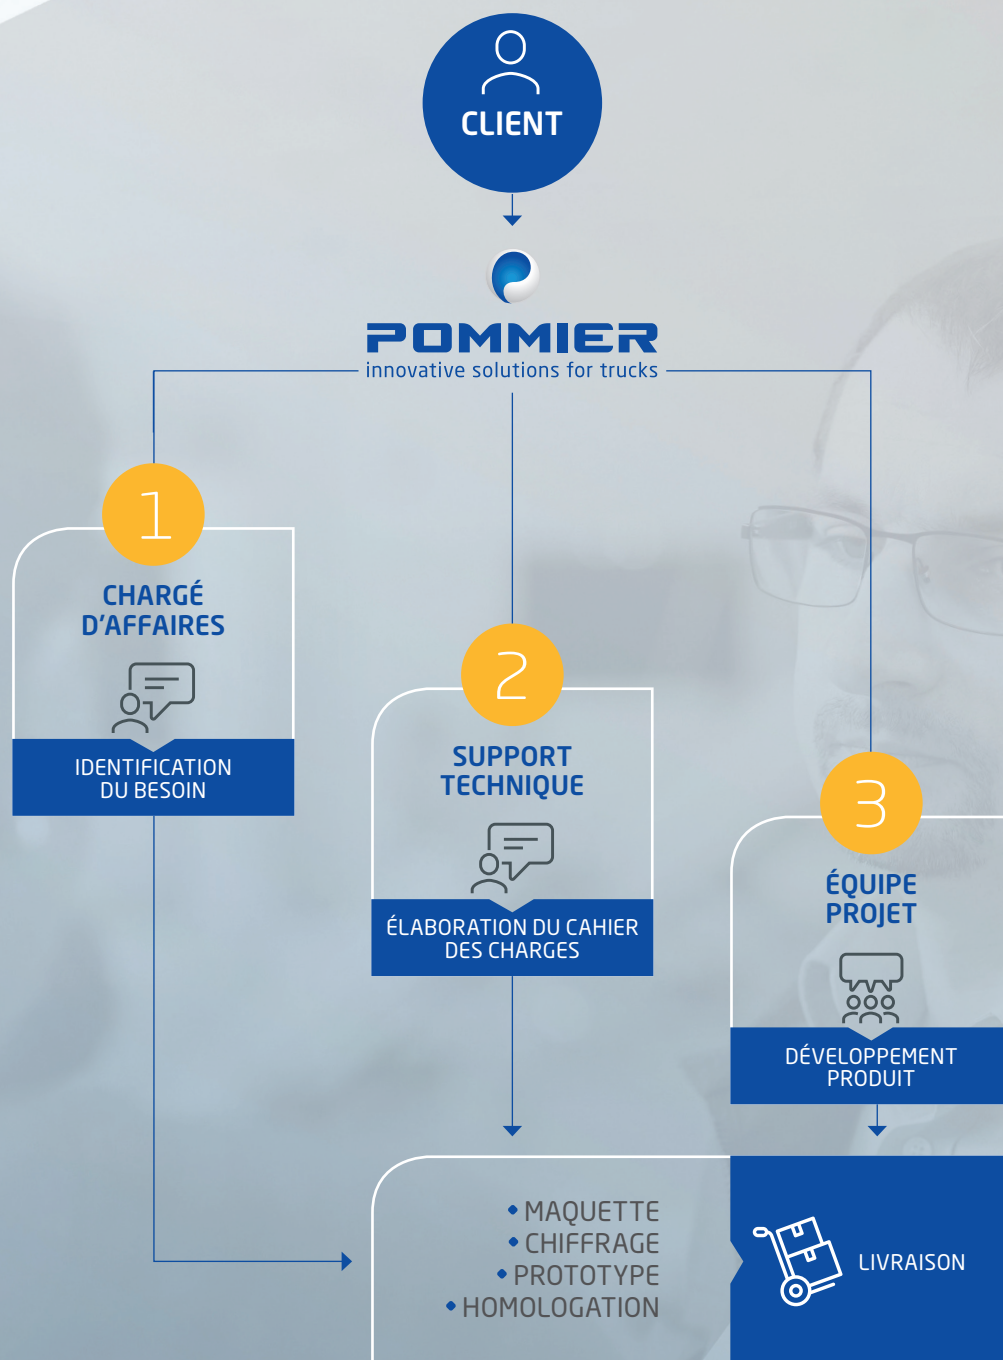 CLIENT
POMMIER
innovative solutions for trucks
1
CHARGÉ
D'AFFAIRES
IDENTIFICATION
DU BESOIN
2
SUPPORT
TECHNIQUE
ÉLABORATION DU CAHIER
DES CHARGES
3
ÉQUIPE
PROJET
DÉVELOPPEMENT
PRODUIT
• MAQUETTE
• CHIFFRAGE
• PROTOTYPE
• HOMOLOGATION
LIVRAISON